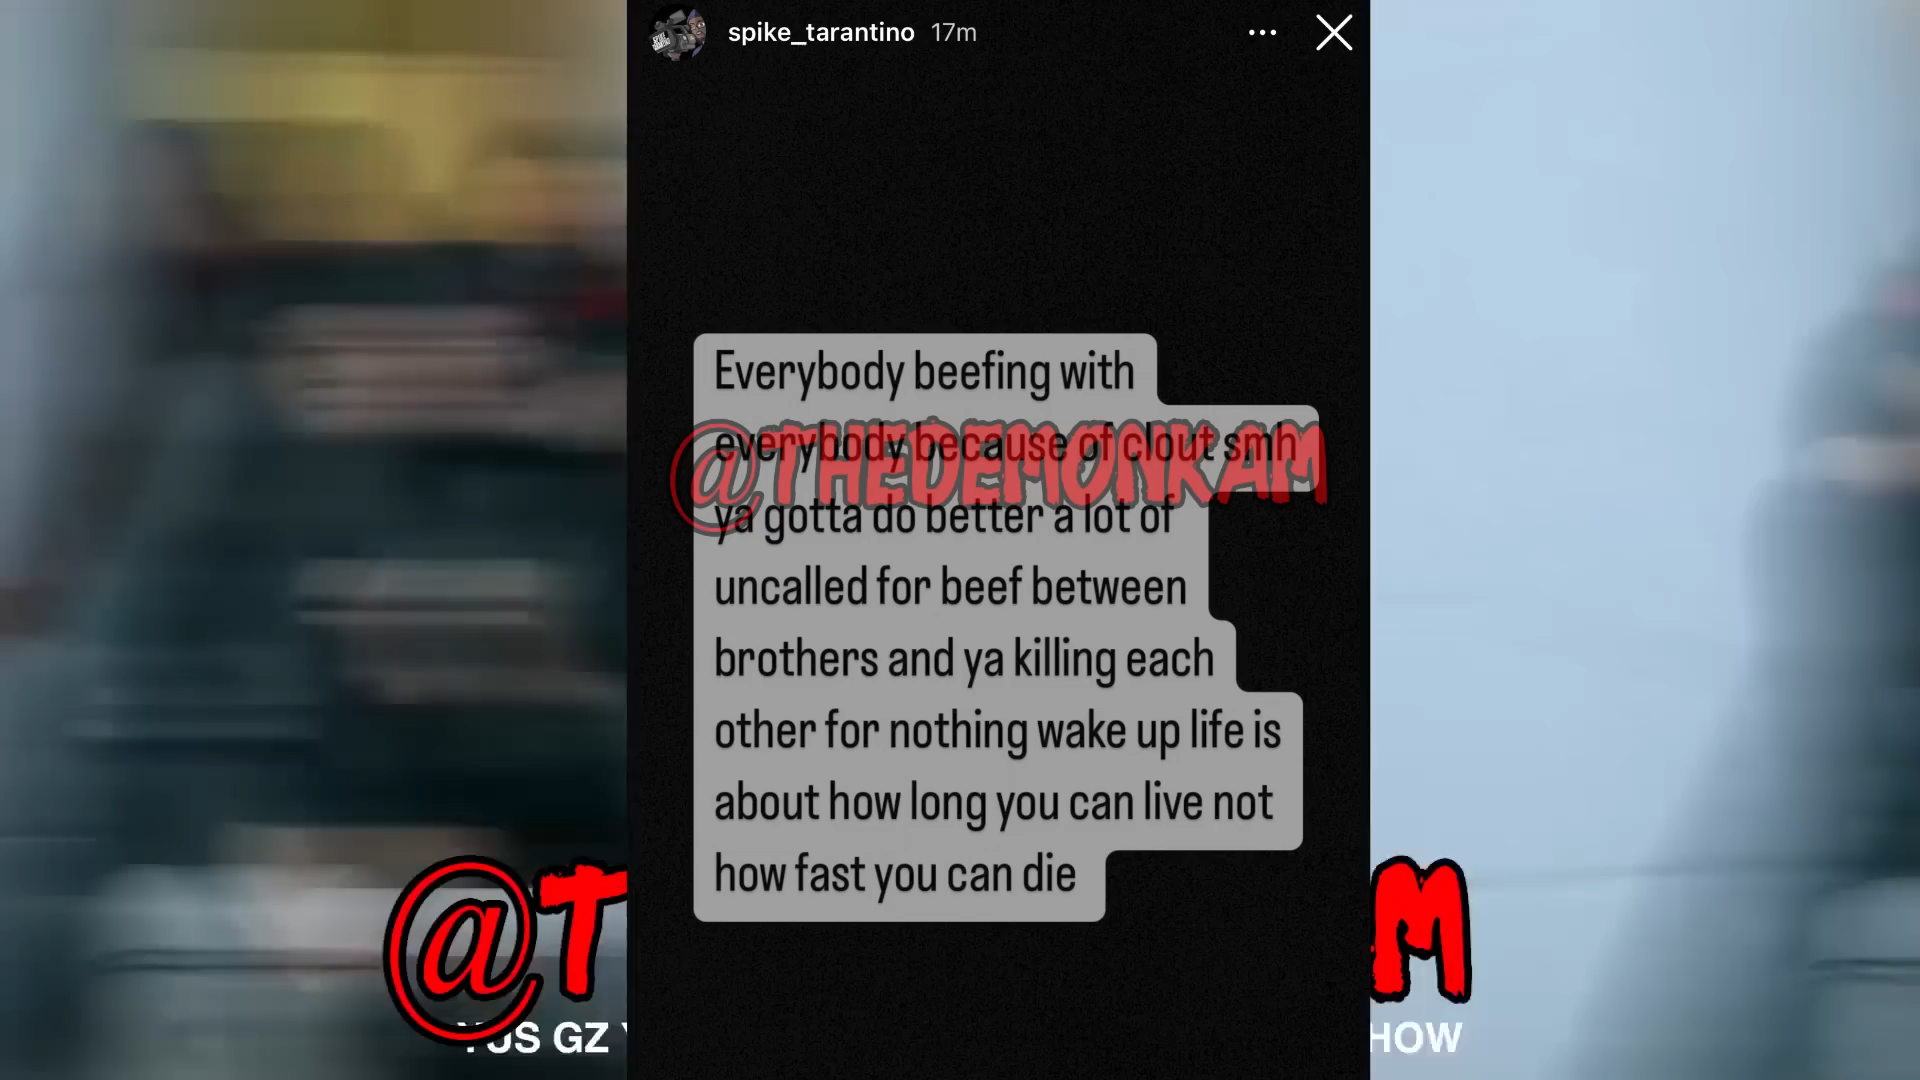 spike_tarantino 17m
Everybody beefing with
everybody because of clout smh
@THEDEMONKAM
ya gotta do better a lot of
uncalled for beef between
brothers and ya killing each
other for nothing wake up life is
about how long you can live not
how fast you can die
@T M
GZ HOW